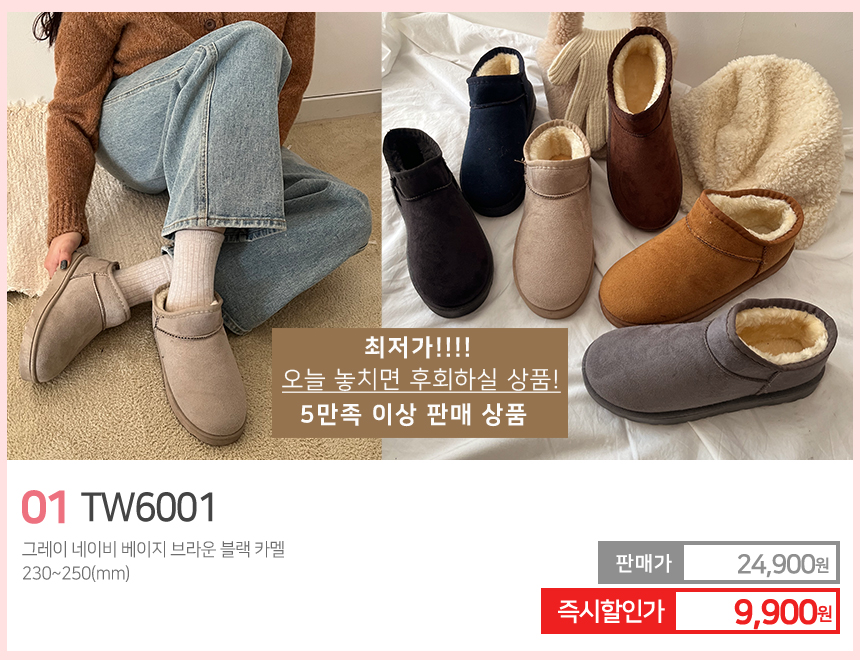 최저가!!!!
오늘 놓치면 후회하실 상품!
5만족 이상 판매 상품
01 TW6001
그레이 네이비 베이지 브라운 블랙 카멜
230~250(mm)
판매가 24,900원
즉시할인가 9,900원